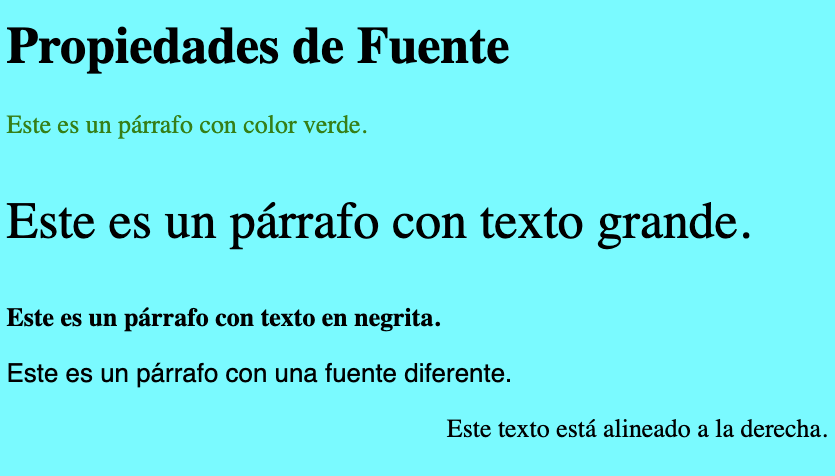 Propiedades de Fuente
Este es un párrafo con color verde.
Este es un párrafo con texto grande.
Este es un párrafo con texto en negrita.
Este es un párrafo con una fuente diferente.
Este texto está alineado a la derecha.